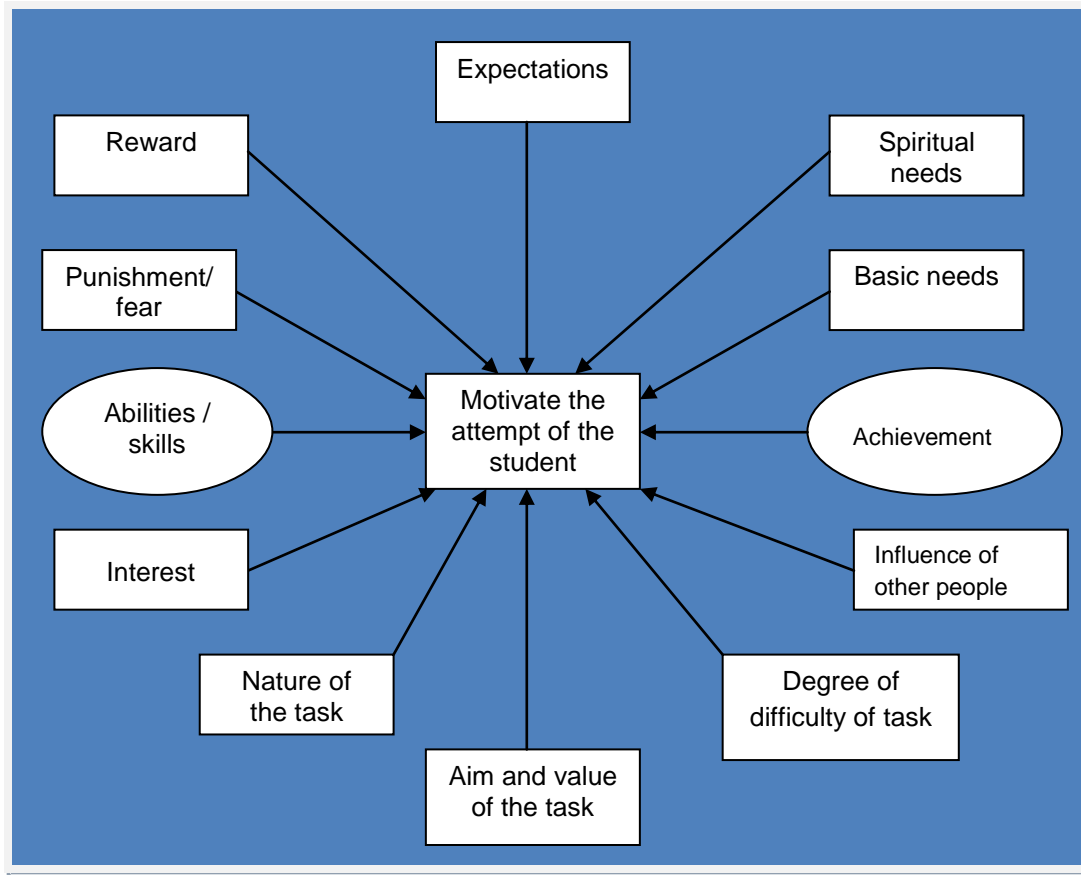 Expectations
Reward
Spiritual
needs
Punishment/
fear
Basic needs
Abilities /
skills
Motivate the
attempt of the
student
Achievement
Interest
Influence of
other people
Nature of
the task
Degree of
difficulty of task
Aim and value
of the task